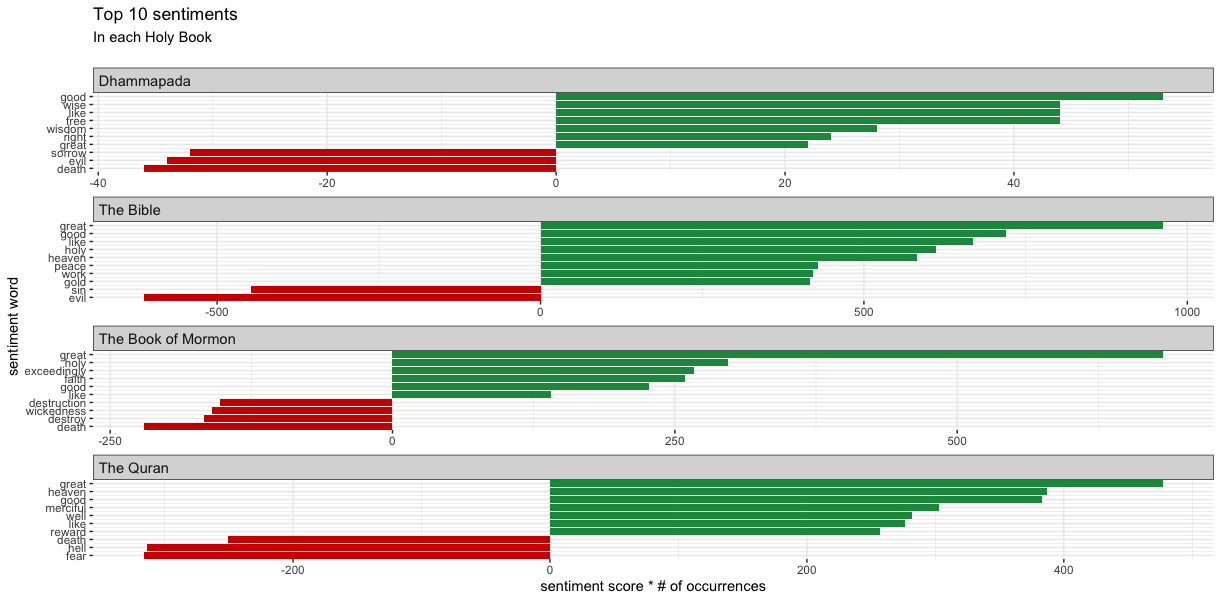 Top 10 sentiments
In each Holy Book
Dhammapada
good
wise
like
free
wisdom
right
great
sorrow
evil
death
-40 -20 0 20 40
The Bible
great
good
like
holy
heaven
peace
work
gold
sin
evil
-500 0 500 1000
The Book of Mormon
great
holy
exceedingly
faith
good
like
destruction
wickedness
destroy
death
-250 0 250 500
The Quran
great
heaven
good
merciful
well
like
reward
death
hell
fear
-200 0 200 400
sentiment score * # of occurrences
sentiment word